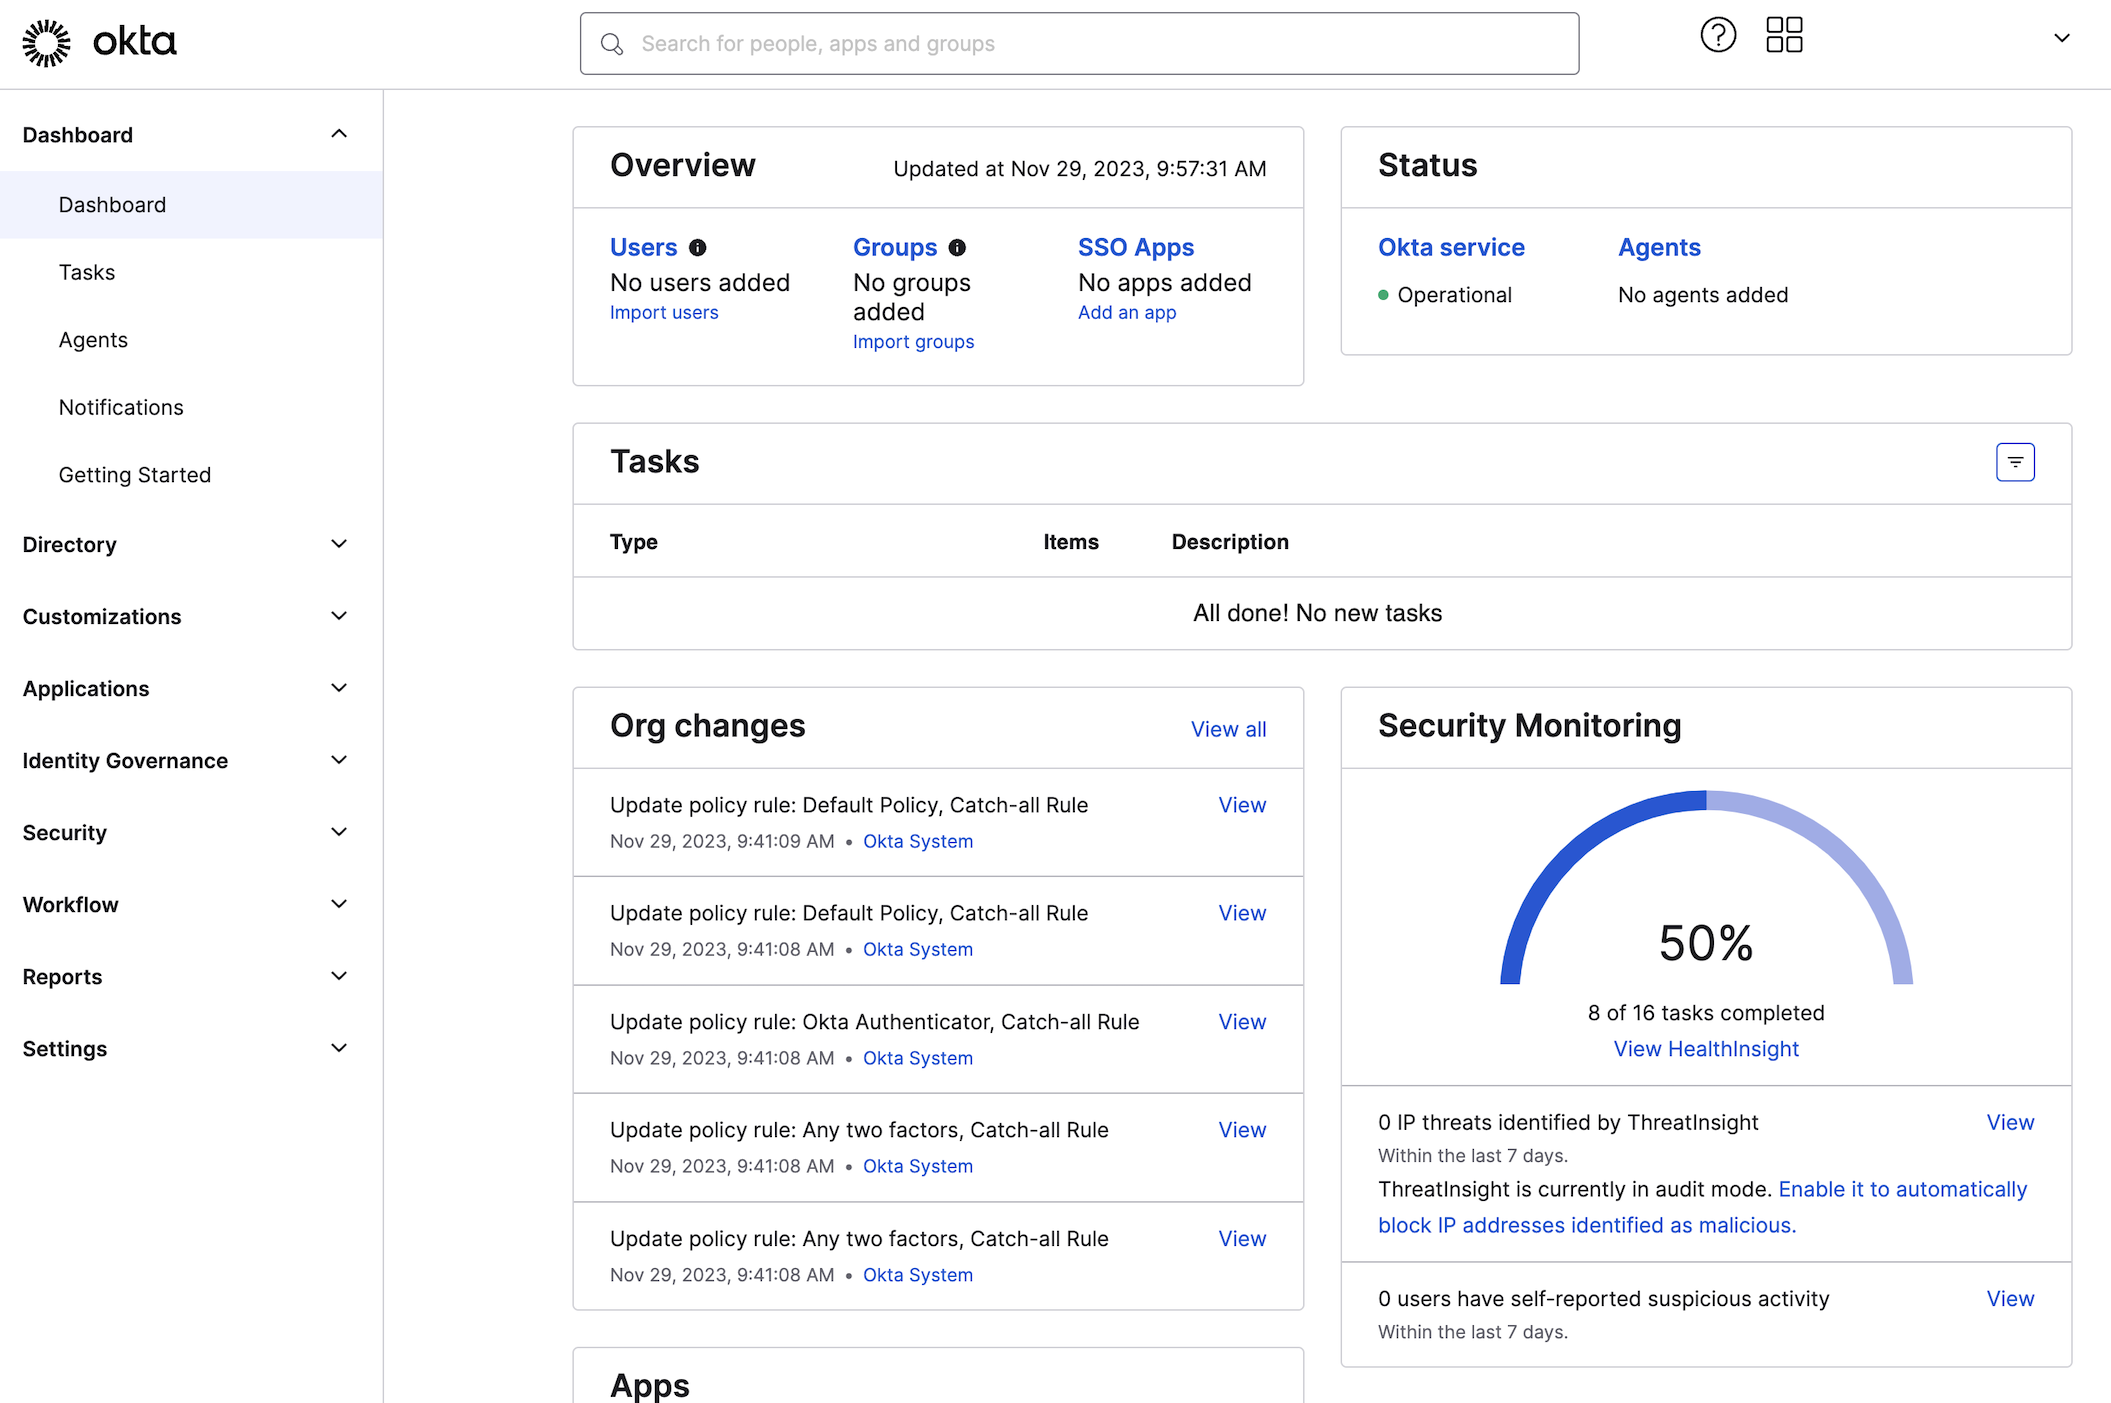 okta
Search for people, apps and groups
Dashboard
Dashboard
Tasks
Agents
Notifications
Getting Started
Directory
Customizations
Applications
Identity Governance
Security
Workflow
Reports
Settings
Overview
Updated at Nov 29, 2023, 9:57:31 AM
Users
No users added
Import users
Groups
No groups
added
Import groups
SSO Apps
No apps added
Add an app
Status
Okta service
Operational
Agents
No agents added
Tasks
Type Items Description
All done! No new tasks
Org changes
View all
Update policy rule: Default Policy, Catch-all Rule View
Nov 29, 2023, 9:41:09 AM • Okta System
Update policy rule: Default Policy, Catch-all Rule View
Nov 29, 2023, 9:41:08 AM • Okta System
Update policy rule: Okta Authenticator, Catch-all Rule View
Nov 29, 2023, 9:41:08 AM • Okta System
Update policy rule: Any two factors, Catch-all Rule View
Nov 29, 2023, 9:41:08 AM • Okta System
Update policy rule: Any two factors, Catch-all Rule View
Nov 29, 2023, 9:41:08 AM • Okta System
Security Monitoring
50%
8 of 16 tasks completed
View HealthInsight
0 IP threats identified by ThreatInsight View
Within the last 7 days.
ThreatInsight is currently in audit mode. Enable it to automatically
block IP addresses identified as malicious.
0 users have self-reported suspicious activity View
Within the last 7 days.
Apps